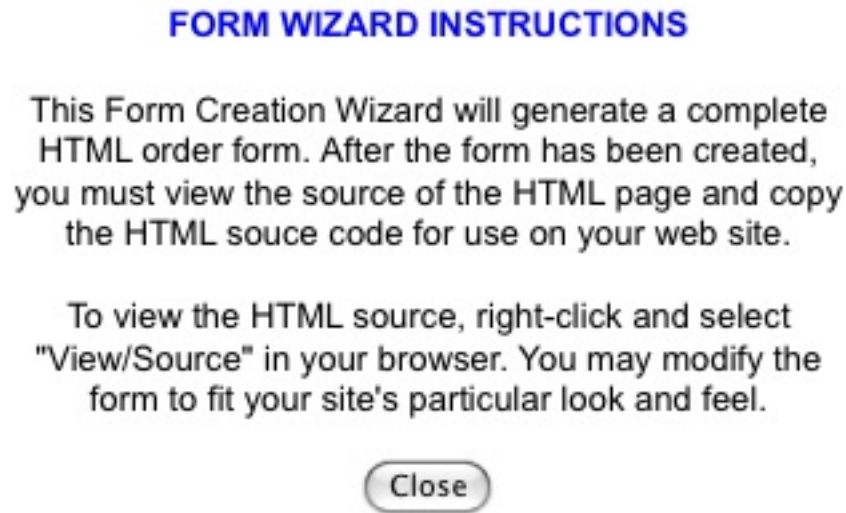 FORM WIZARD INSTRUCTIONS
This Form Creation Wizard will generate a complete
HTML order form. After the form has been created,
you must view the source of the HTML page and copy
the HTML souce code for use on your web site.
To view the HTML source, right-click and select
"View/Source" in your browser. You may modify the
form to fit your site's particular look and feel.
Close